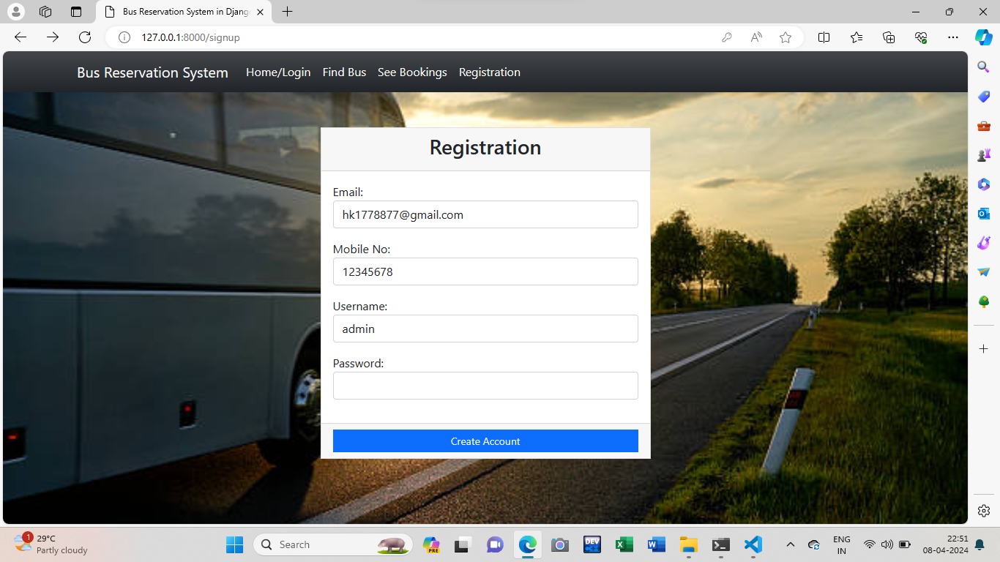 Bus Reservation System in Djang
127.0.0.1:8000/signup
Bus Reservation System Home/Login Find Bus See Bookings Registration
Registration
Email:
hk1778877@gmail.com
Mobile No:
12345678
Username:
admin
Password:
Create Account
1
29°C
Partly cloudy
Search
PRE
DEV
ENG
IN
22:51
08-04-2024